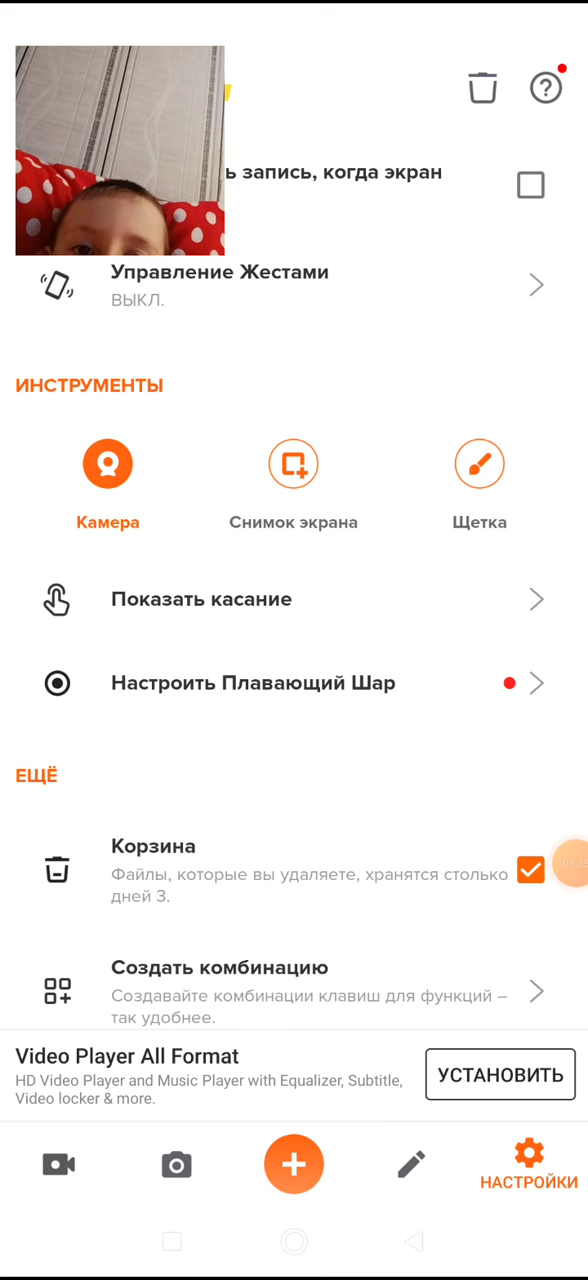 ь запись, когда экран
Управление Жестами
ВЫКЛ.
ИНСТРУМЕНТЫ
Камера
Снимок экрана
Щетка
Показать касание
Настроить Плавающий Шар
ЕЩЁ
Корзина
Файлы, которые вы удаляете, хранятся столько
дней 3.
Создать комбинацию
Создавайте комбинации клавиш для функций –
так удобнее.
Video Player All Format
HD Video Player and Music Player with Equalizer, Subtitle,
Video locker & more.
УСТАНОВИТЬ
НАСТРОЙКИ